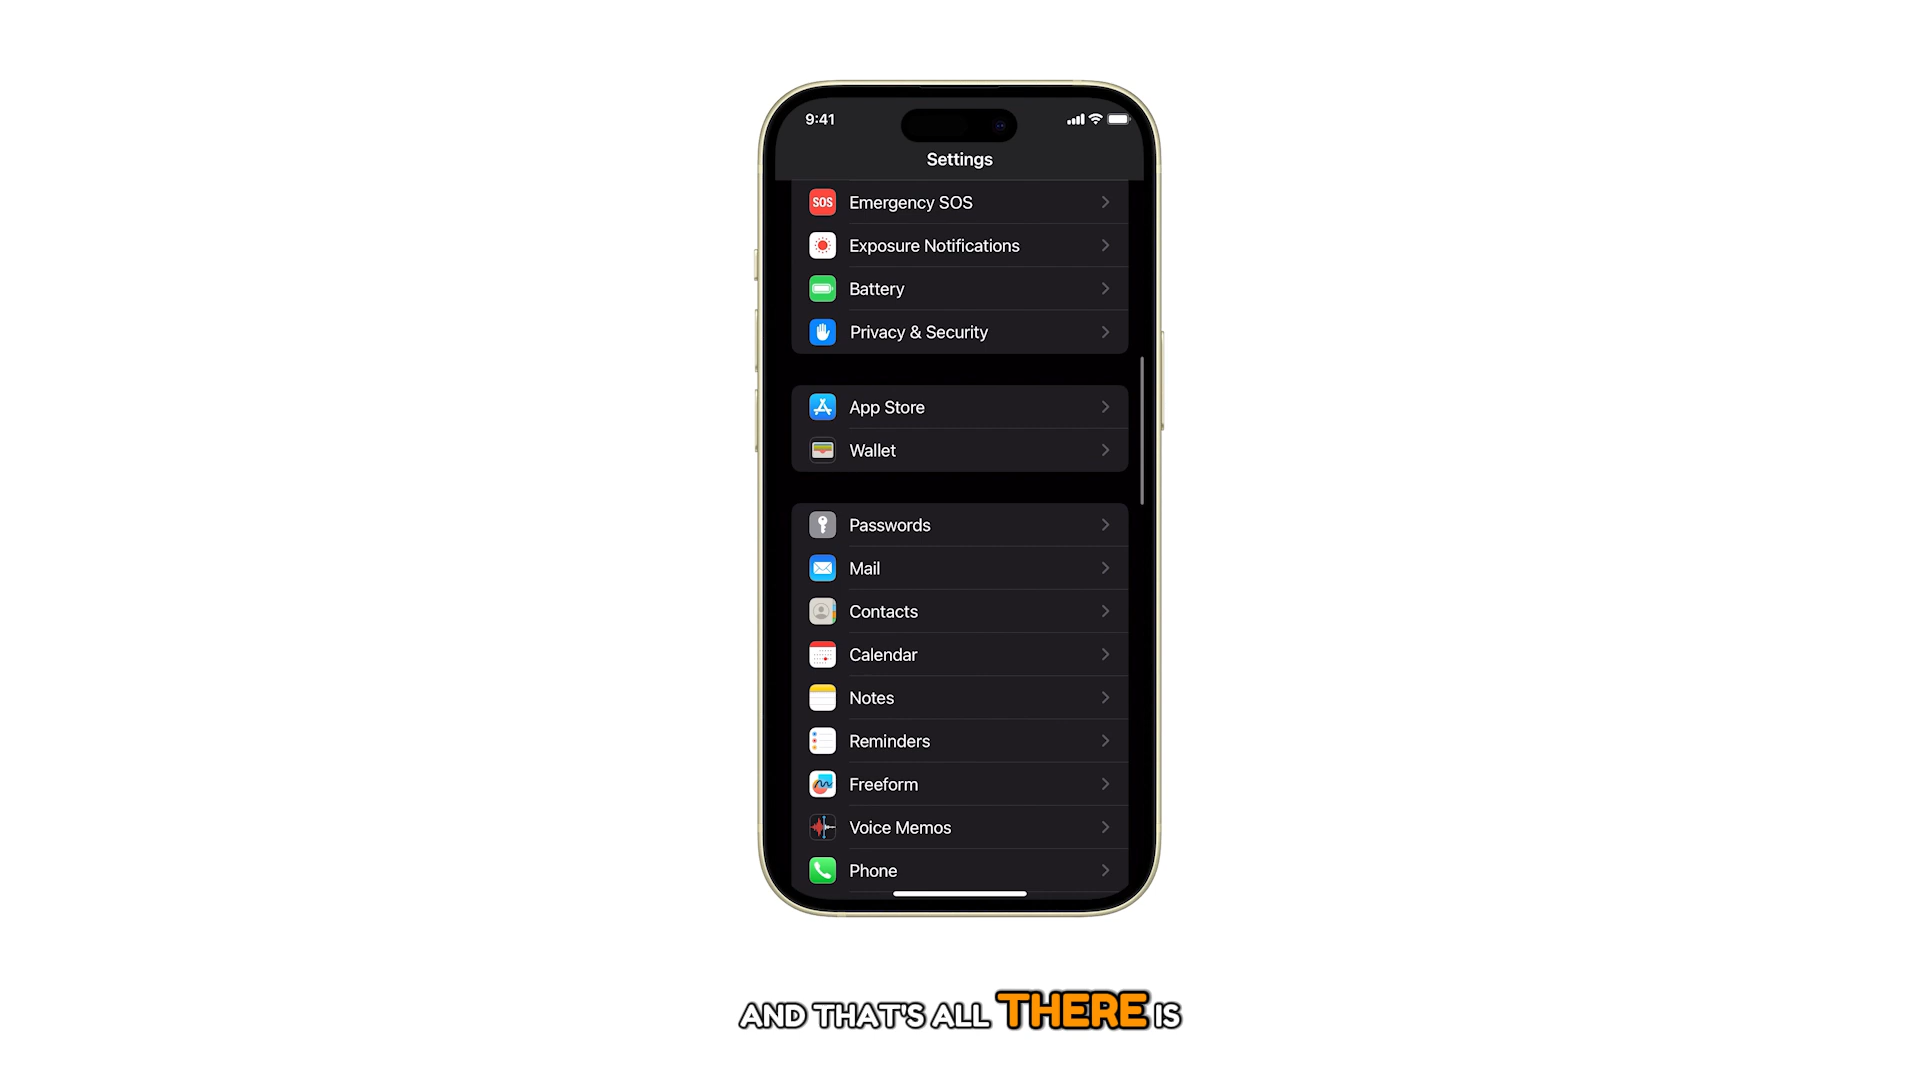 9:41
Settings
SOS Emergency SOS
Exposure Notifications
Battery
Privacy & Security
App Store
Wallet
Passwords
Mail
Contacts
Calendar
Notes
Reminders
Freeform
Voice Memos
Phone
AND THAT'S ALL THERE IS